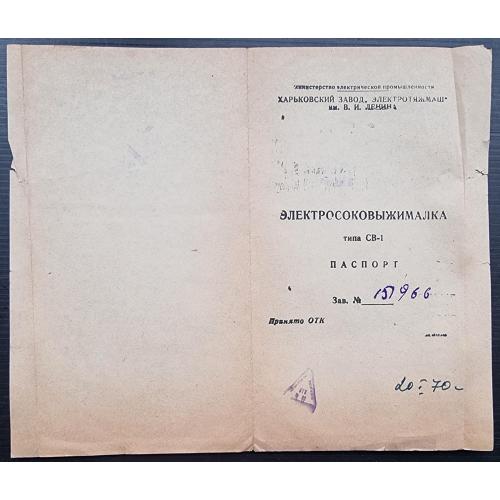 Министерство электрической промышленности
ХАРЬКОВСКИЙ ЗАВОД „ЭЛЕКТРОТЯЖМАШ"
им. В. И. ЛЕНИНА
ЭЛЕКТРОСОКОВЫЖИМАЛКА
типа СВ-1
ПАСПОРТ
Зав. № 151966
Принято ОТК
20 I 70